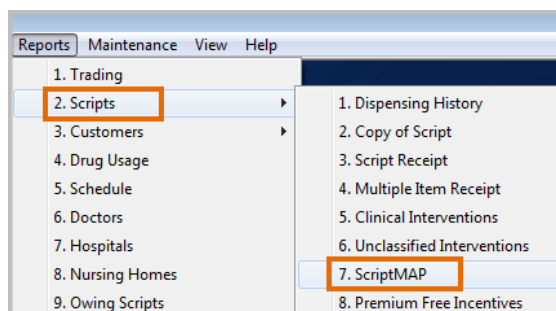 Reports Maintenance View Help
1. Trading
2. Scripts
3. Customers
4. Drug Usage
5. Schedule
6. Doctors
7. Hospitals
8. Nursing Homes
9. Owing Scripts
1. Dispensing History
2. Copy of Script
3. Script Receipt
4. Multiple Item Receipt
5. Clinical Interventions
6. Unclassified Interventions
7. ScriptMAP
8. Premium Free Incentives